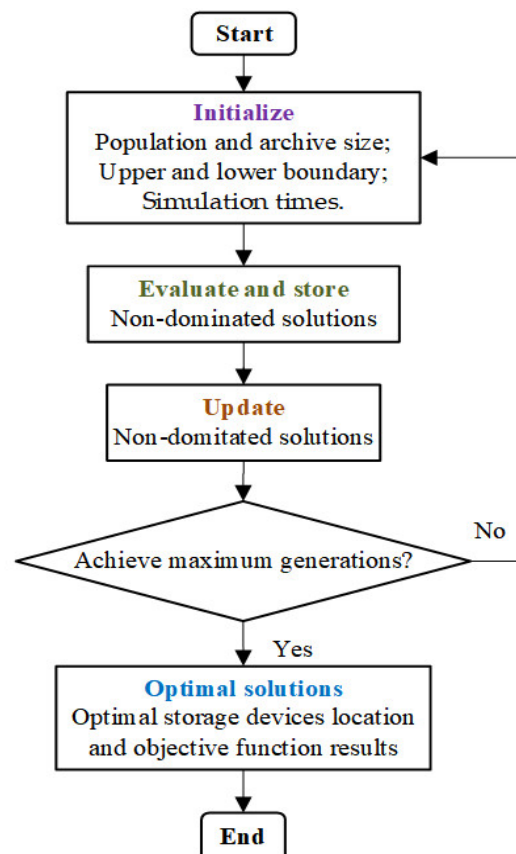 Start
Initialize
Population and archive size;
Upper and lower boundary;
Simulation times.
Evaluate and store
Non-dominated solutions
Update
Non-domitated solutions
Achieve maximum generations?
No
Yes
Optimal solutions
Optimal storage devices location
and objective function results
End